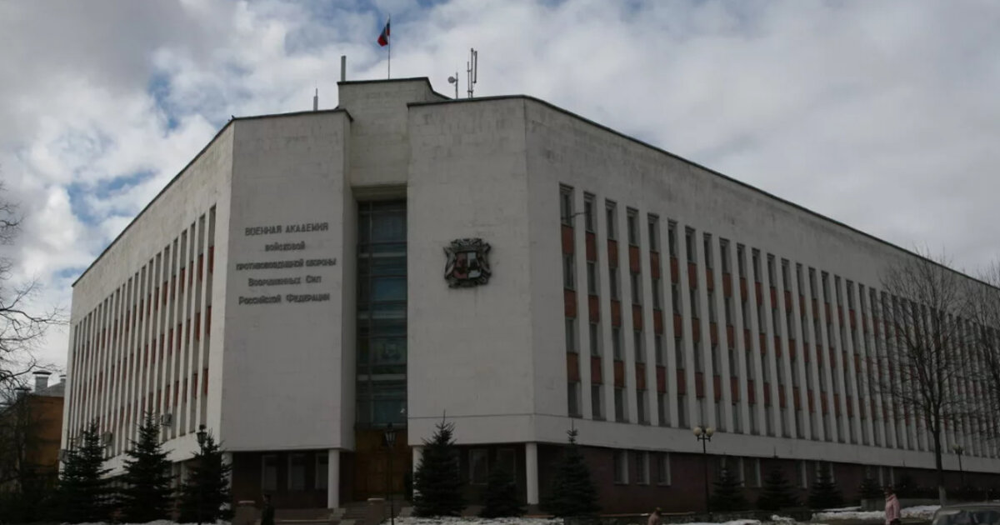 Военная академия
войсковой
противовоздушной обороны
Вооруженных Сил
Российской Федерации